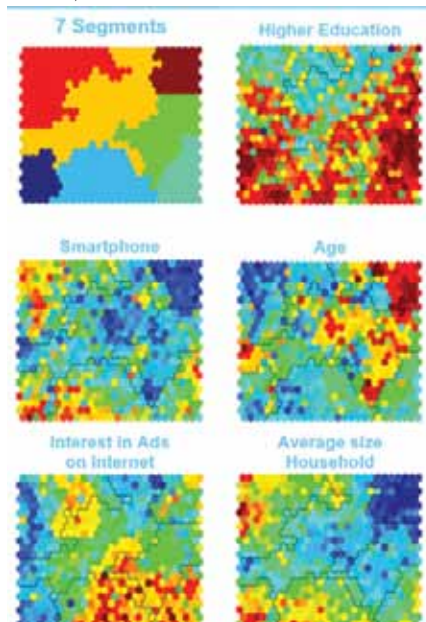 7 Segments
Higher Education
Smartphone
Age
Interest in Ads
on Internet
Average size
Household